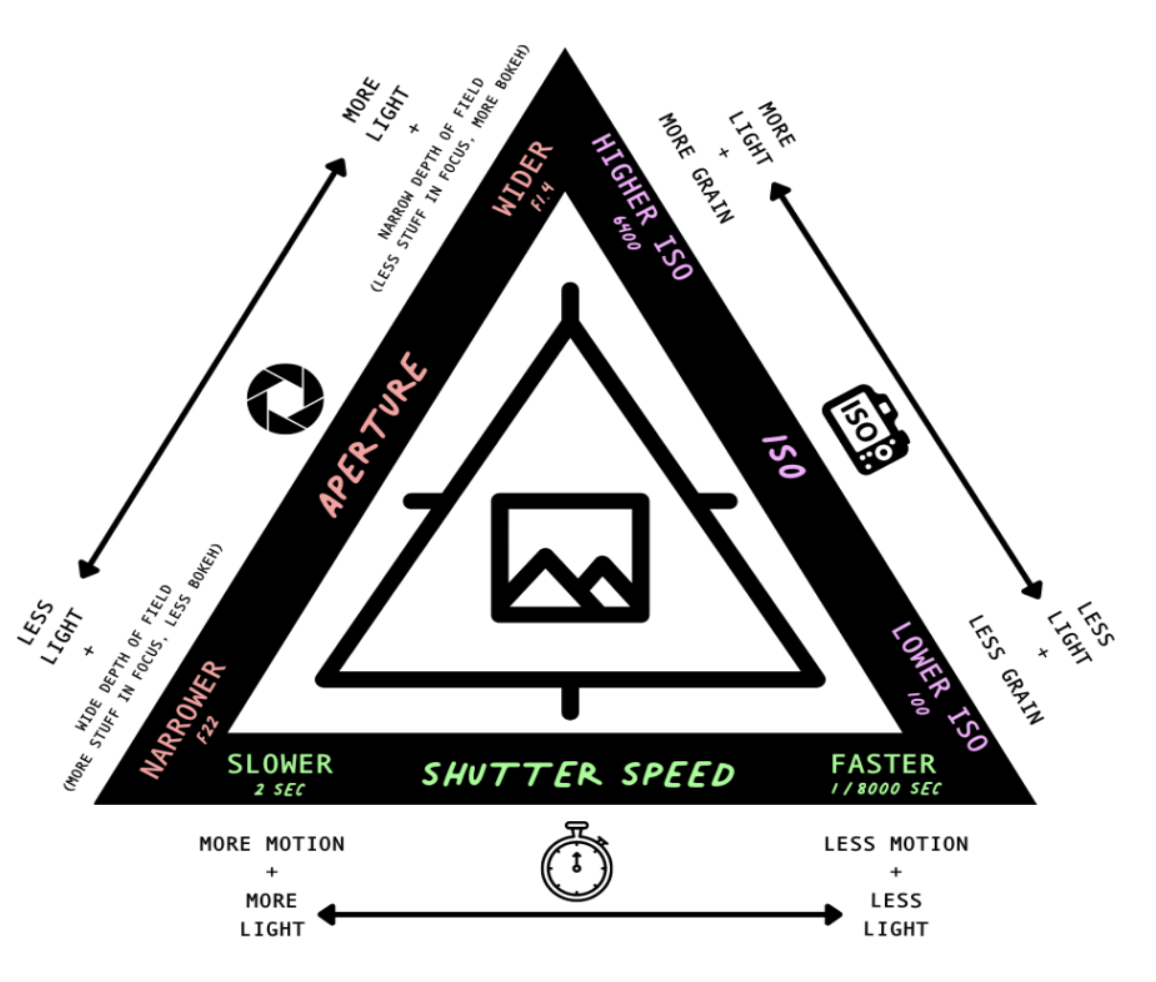 MORE
LIGHT
+
NARROW DEPTH OF FIELD
(LESS STUFF IN FOCUS, MORE BOKEH)
WIDER
F1.4
APERTURE
LESS
LIGHT
+
WIDE DEPTH OF FIELD
(MORE STUFF IN FOCUS, LESS BOKEH)
NARROWER
F22
MORE
LIGHT
+
MORE GRAIN
HIGHER ISO
6400
ISO
ISO
LESS
LIGHT
+
LESS GRAIN
LOWER ISO
100
SLOWER
2 SEC
SHUTTER SPEED
FASTER
1/8000 SEC
MORE MOTION
+
MORE
LIGHT
LESS MOTION
+
LESS
LIGHT